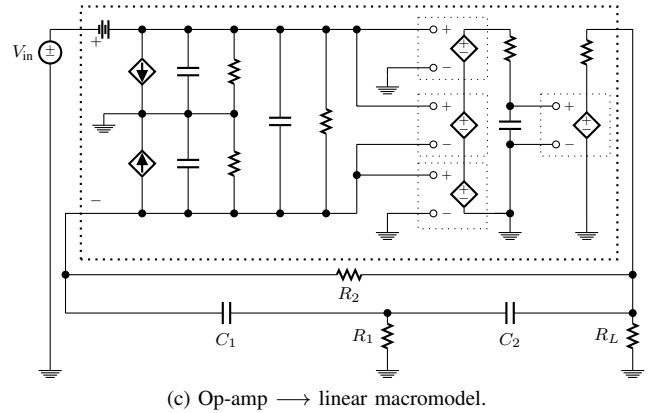 +
+
−
V_in
±
+
−
±
+
−
±
+
−
±
+
−
±
−
R_2
C_1
R_1
C_2
R_L
(c) Op-amp ⟶ linear macromodel.